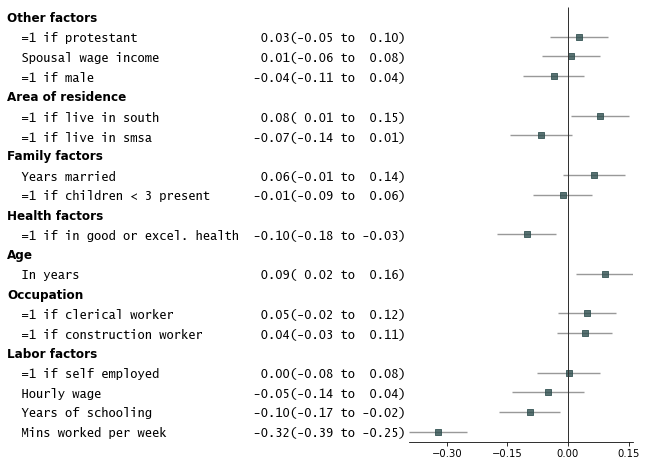 Other factors
=1 if protestant 0.03(-0.05 to 0.10)
Spousal wage income 0.01(-0.06 to 0.08)
=1 if male -0.04(-0.11 to 0.04)
Area of residence
=1 if live in south 0.08( 0.01 to 0.15)
=1 if live in smsa -0.07(-0.14 to 0.01)
Family factors
Years married 0.06(-0.01 to 0.14)
=1 if children < 3 present -0.01(-0.09 to 0.06)
Health factors
=1 if in good or excel. health -0.10(-0.18 to -0.03)
Age
In years 0.09( 0.02 to 0.16)
Occupation
=1 if clerical worker 0.05(-0.02 to 0.12)
=1 if construction worker 0.04(-0.03 to 0.11)
Labor factors
=1 if self employed 0.00(-0.08 to 0.08)
Hourly wage -0.05(-0.14 to 0.04)
Years of schooling -0.10(-0.17 to -0.02)
Mins worked per week -0.32(-0.39 to -0.25)
−0.30 −0.15 0.00 0.15